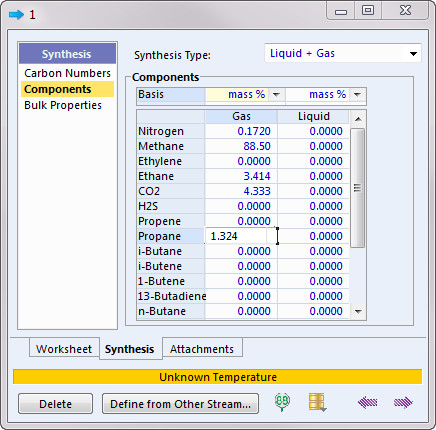 1
Synthesis
Carbon Numbers
Components
Bulk Properties
Synthesis Type: Liquid + Gas
Components
Basis mass % mass %
Gas Liquid
Nitrogen 0.1720 0.0000
Methane 88.50 0.0000
Ethylene 0.0000 0.0000
Ethane 3.414 0.0000
CO2 4.333 0.0000
H2S 0.0000 0.0000
Propene 0.0000 0.0000
Propane 1.324 0.0000
i-Butane 0.0000 0.0000
i-Butene 0.0000 0.0000
1-Butene 0.0000 0.0000
13-Butadiene 0.0000 0.0000
n-Butane 0.0000 0.0000
Worksheet Synthesis Attachments
Unknown Temperature
Delete Define from Other Stream...